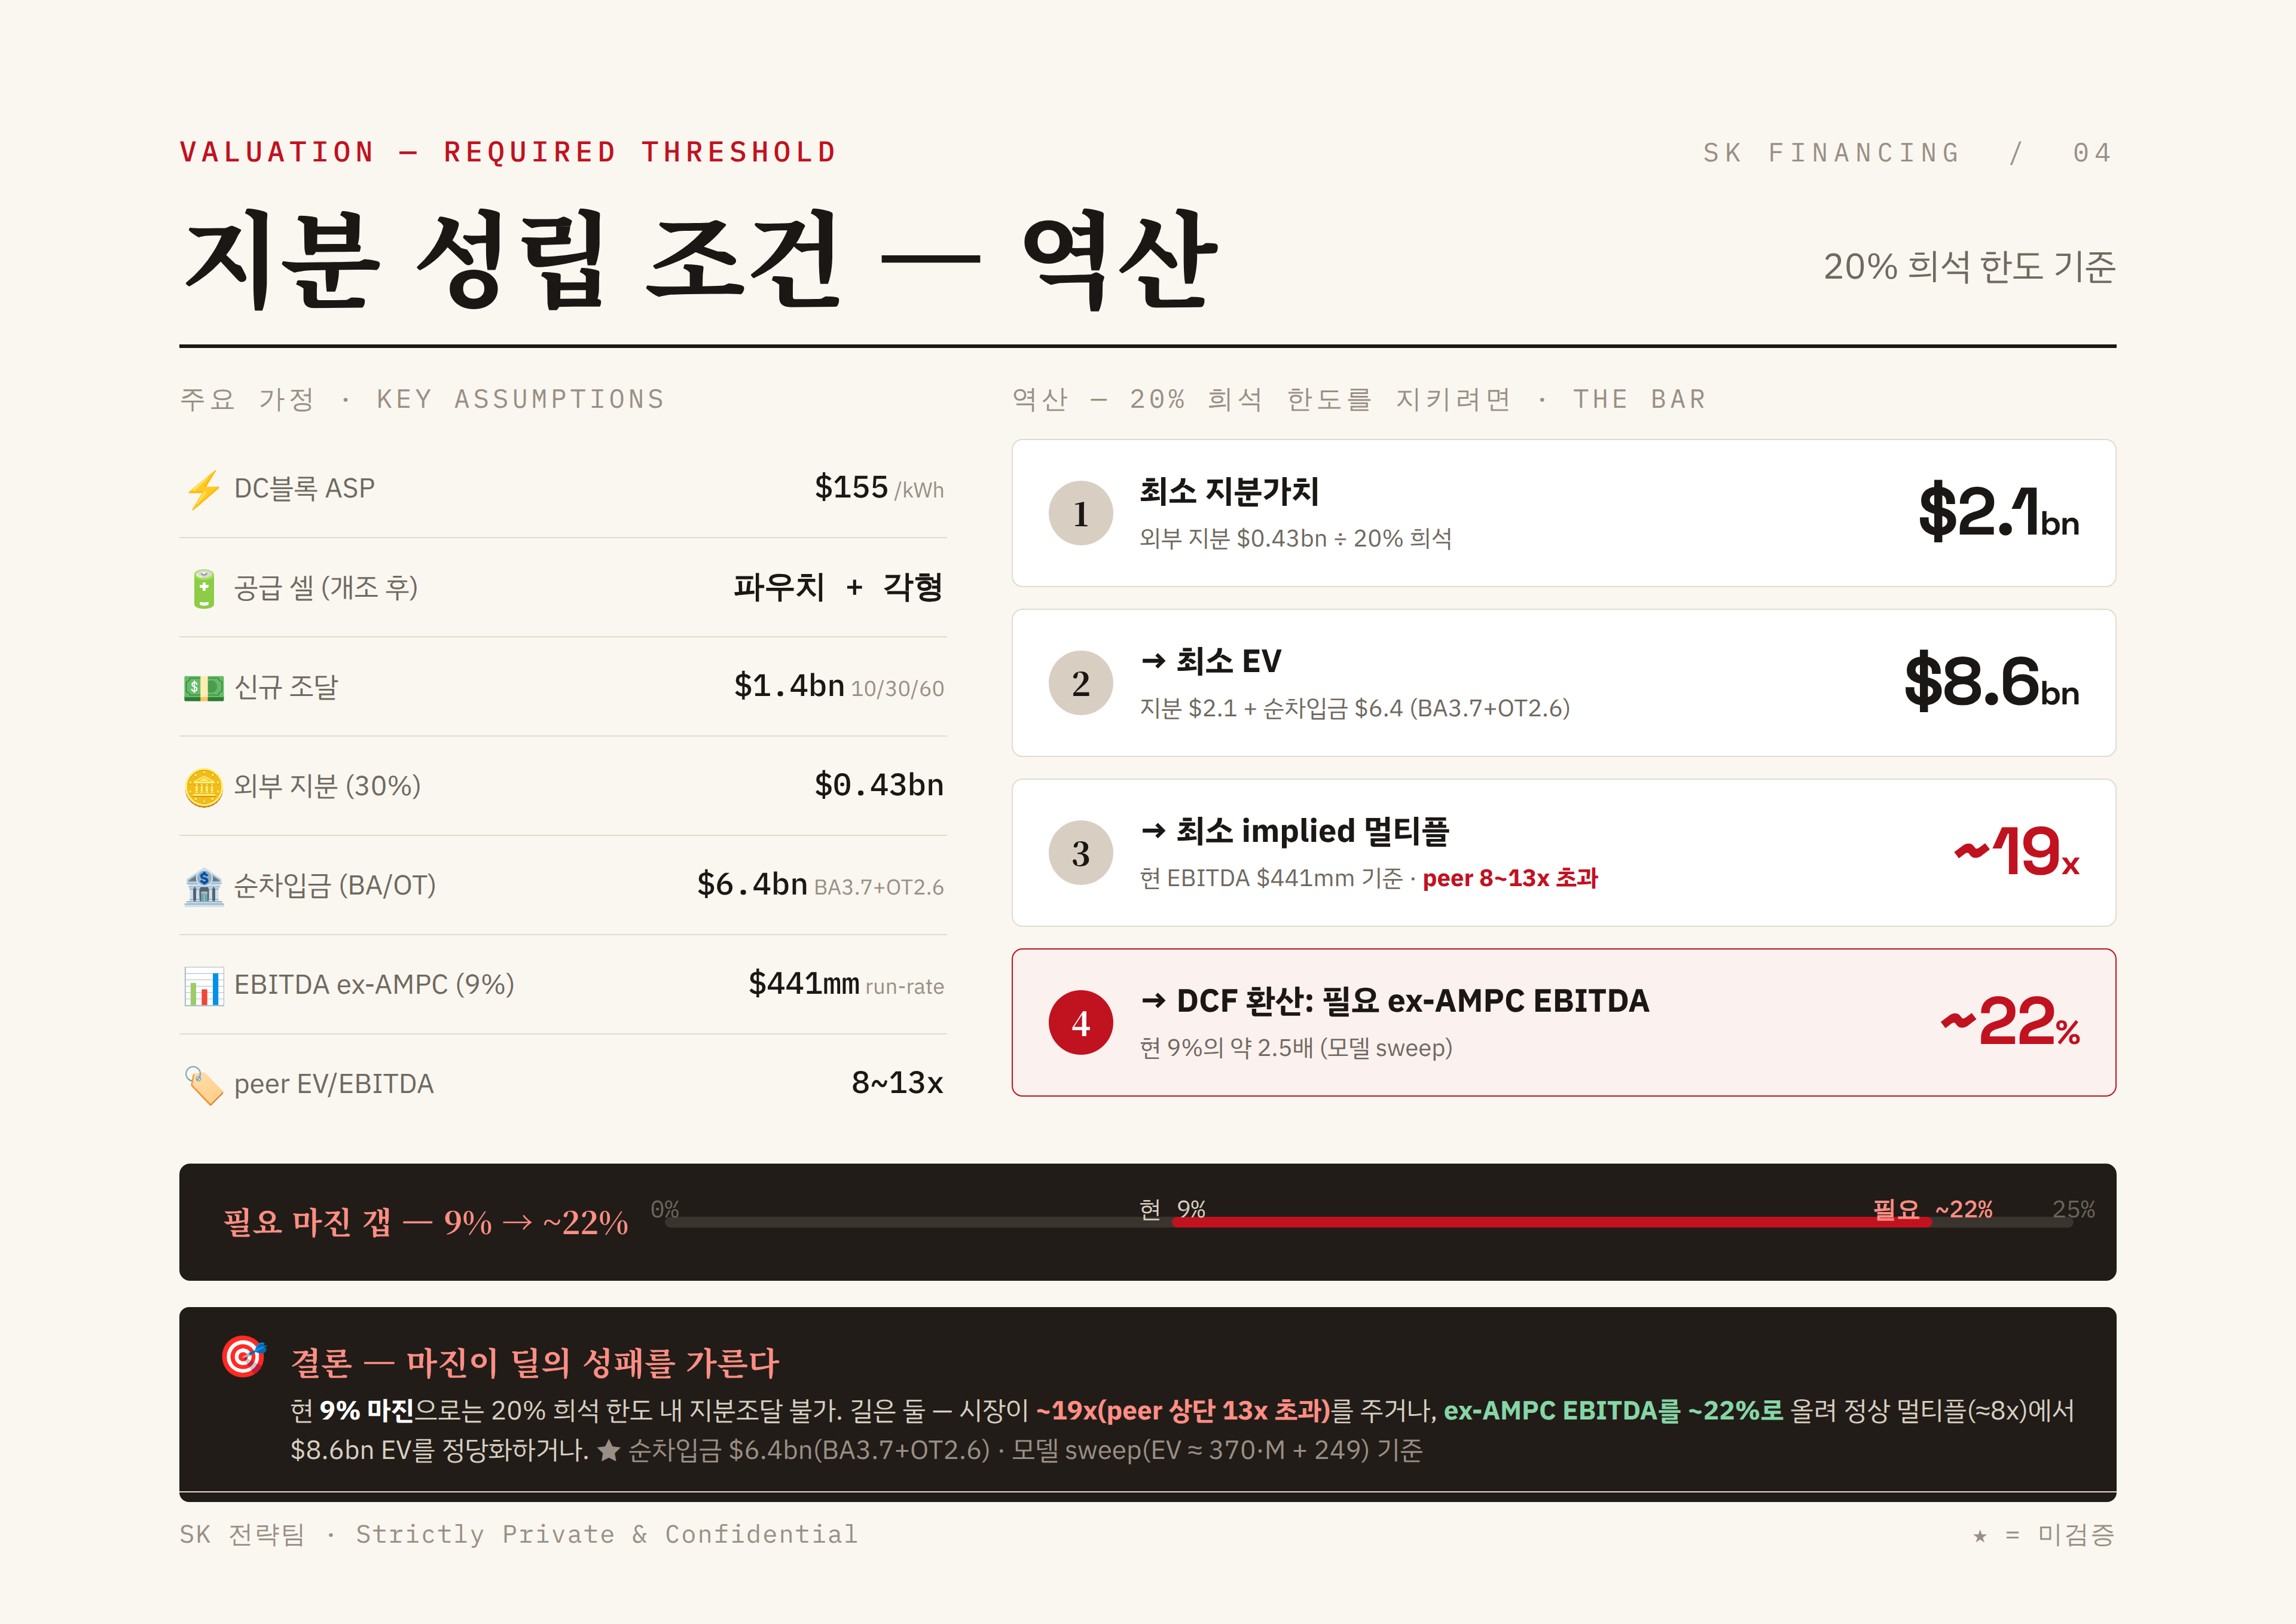 VALUATION — REQUIRED THRESHOLD
SK FINANCING / 04
지분 성립 조건 — 역산
20% 희석 한도 기준
주요 가정 · KEY ASSUMPTIONS
⚡ DC블록 ASP $155 /kWh
🔋 공급 셀 (개조 후) 파우치 + 각형
💵 신규 조달 $1.4bn 10/30/60
🪙 외부 지분 (30%) $0.43bn
🏦 순차입금 (BA/OT) $6.4bn BA3.7+OT2.6
📊 EBITDA ex-AMPC (9%) $441mm run-rate
🏷️ peer EV/EBITDA 8~13x
역산 — 20% 희석 한도를 지키려면 · THE BAR
1 최소 지분가치 $2.1bn
외부 지분 $0.43bn ÷ 20% 희석
2 → 최소 EV $8.6bn
지분 $2.1 + 순차입금 $6.4 (BA3.7+OT2.6)
3 → 최소 implied 멀티플 ~19x
현 EBITDA $441mm 기준 · peer 8~13x 초과
4 → DCF 환산: 필요 ex-AMPC EBITDA ~22%
현 9%의 약 2.5배 (모델 sweep)
필요 마진 갭 — 9% → ~22% 0% 현 9% 필요 ~22% 25%
🎯 결론 — 마진이 딜의 성패를 가른다
현 9% 마진으로는 20% 희석 한도 내 지분조달 불가. 길은 둘 — 시장이 ~19x(peer 상단 13x 초과)를 주거나, ex-AMPC EBITDA를 ~22%로 올려 정상 멀티플(≈8x)에서
$8.6bn EV를 정당화하거나. ★ 순차입금 $6.4bn(BA3.7+OT2.6) · 모델 sweep(EV ≈ 370·M + 249) 기준
SK 전략팀 · Strictly Private & Confidential
★ = 미검증